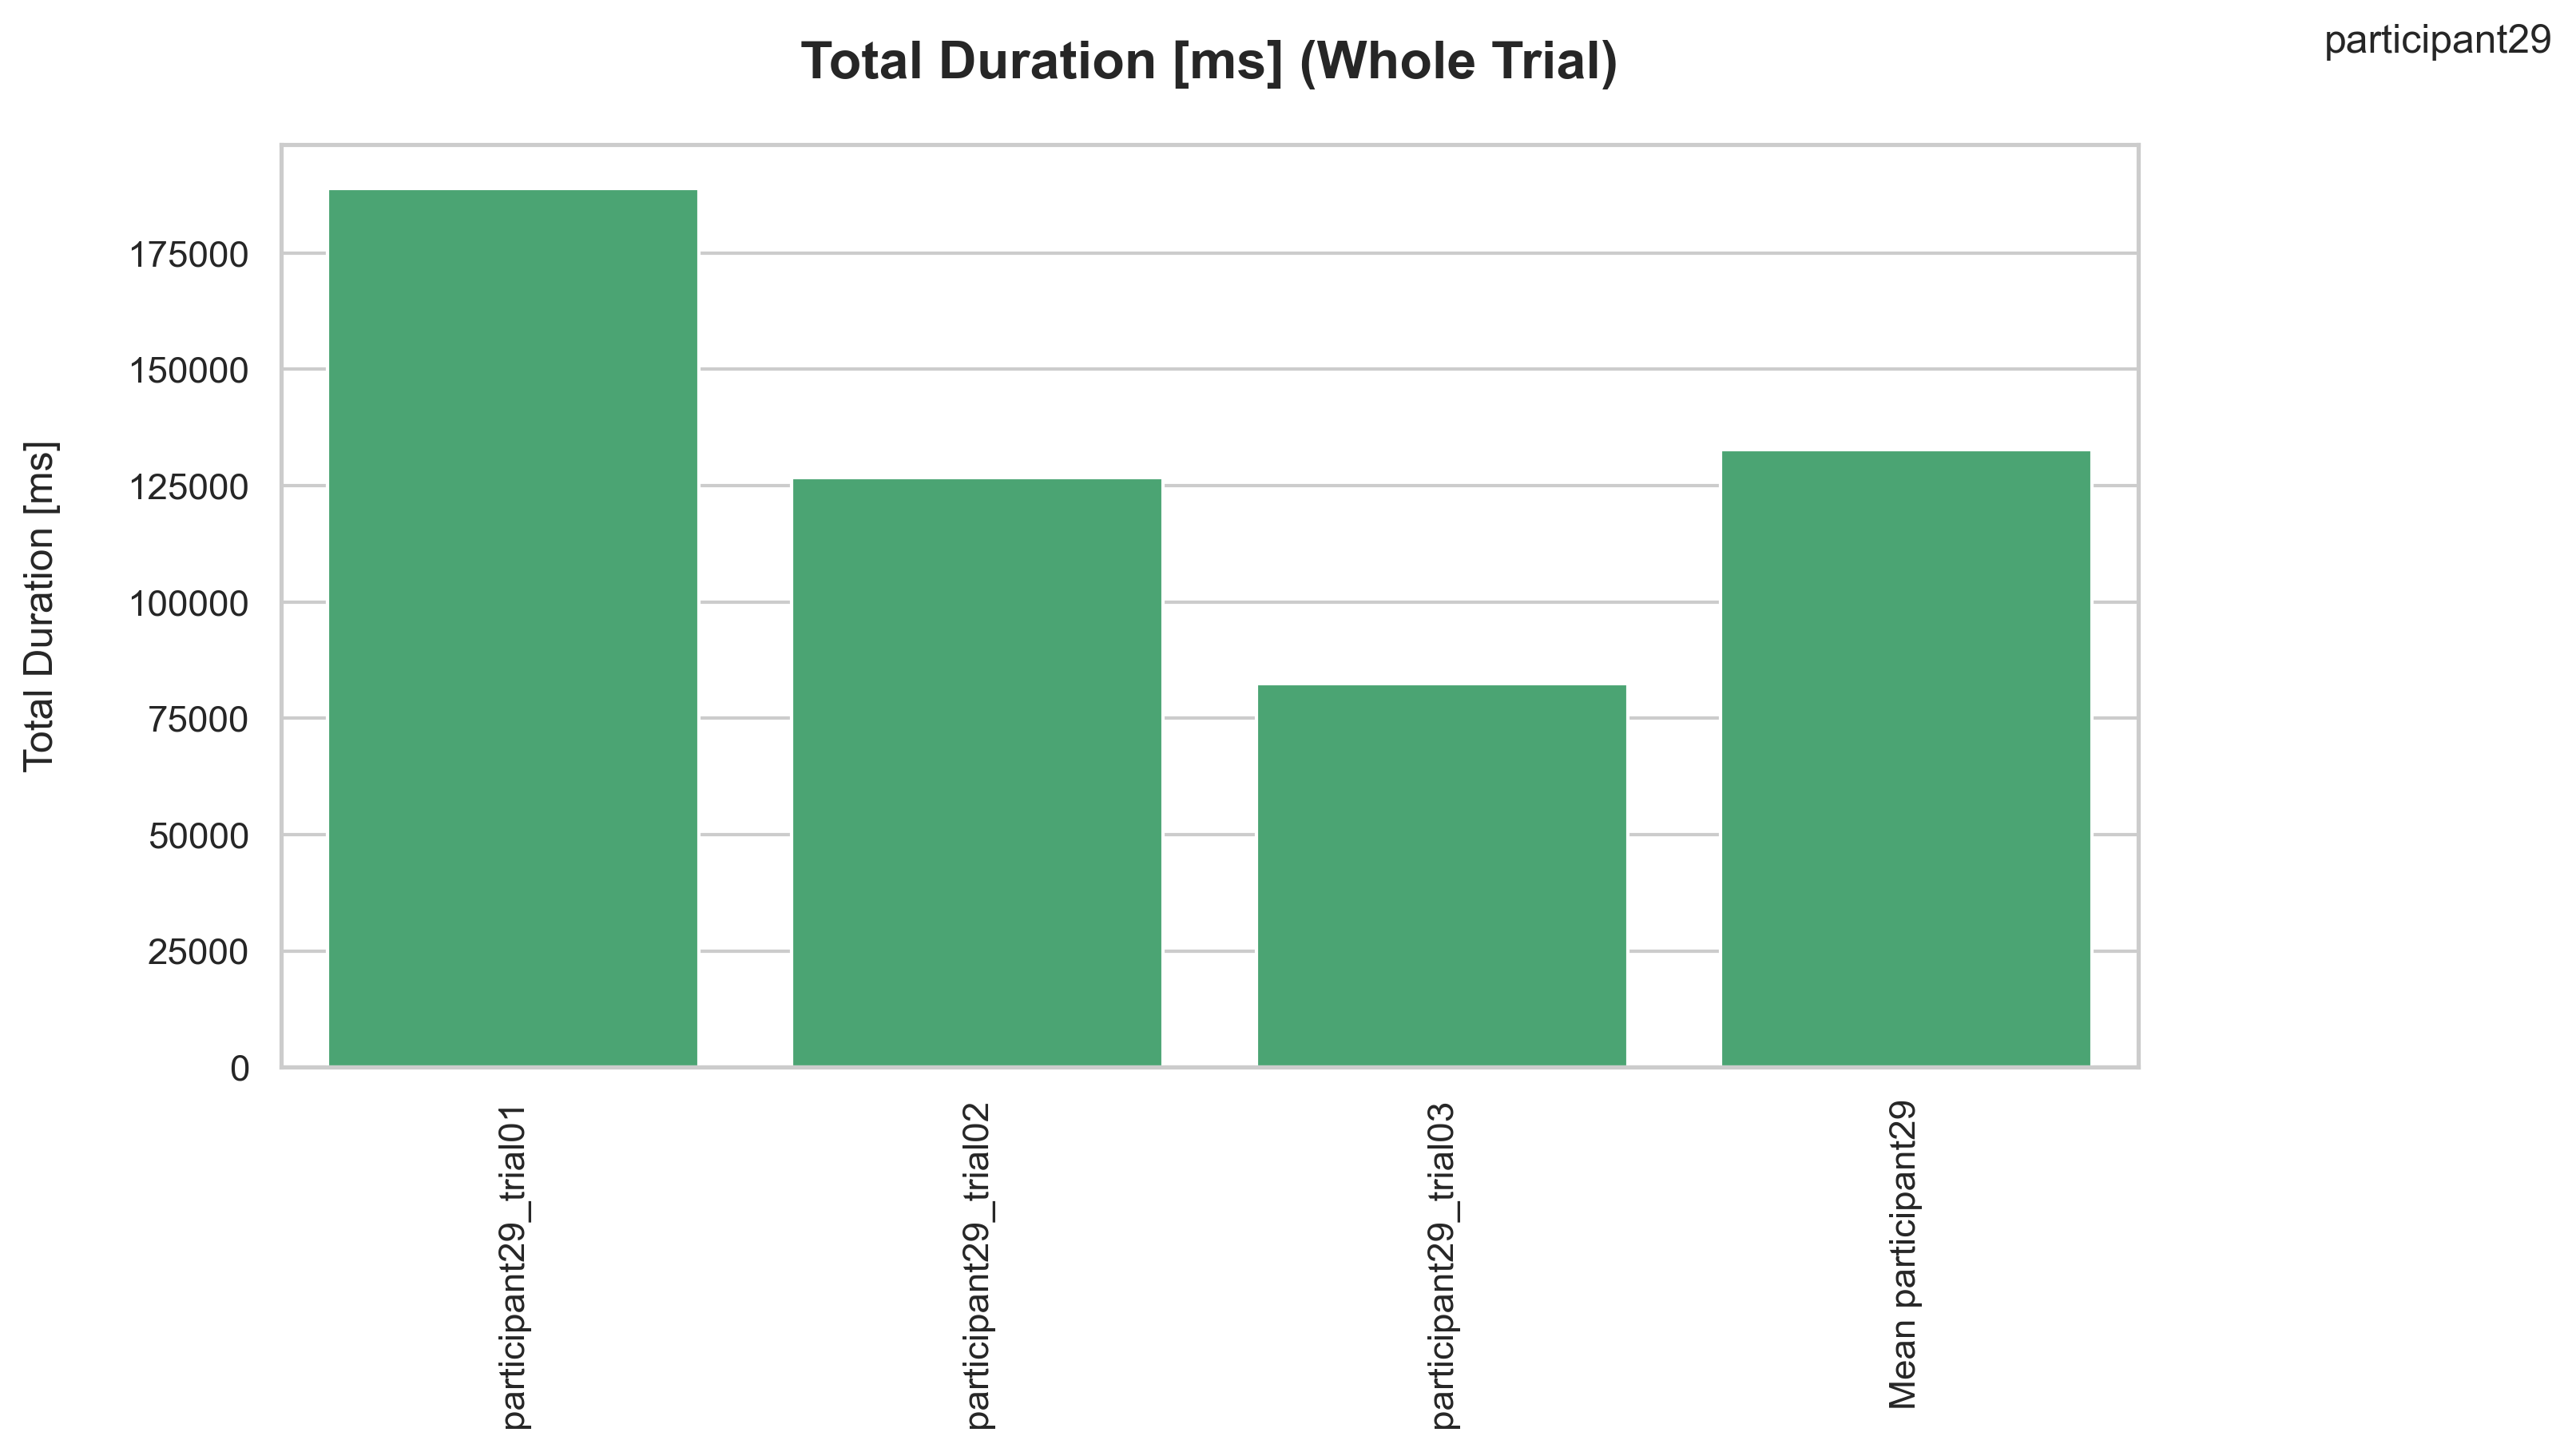 participant29
Total Duration [ms] (Whole Trial)
Total Duration [ms]
175000
150000
125000
100000
75000
50000
25000
0
participant29_trial01
participant29_trial02
participant29_trial03
Mean participant29